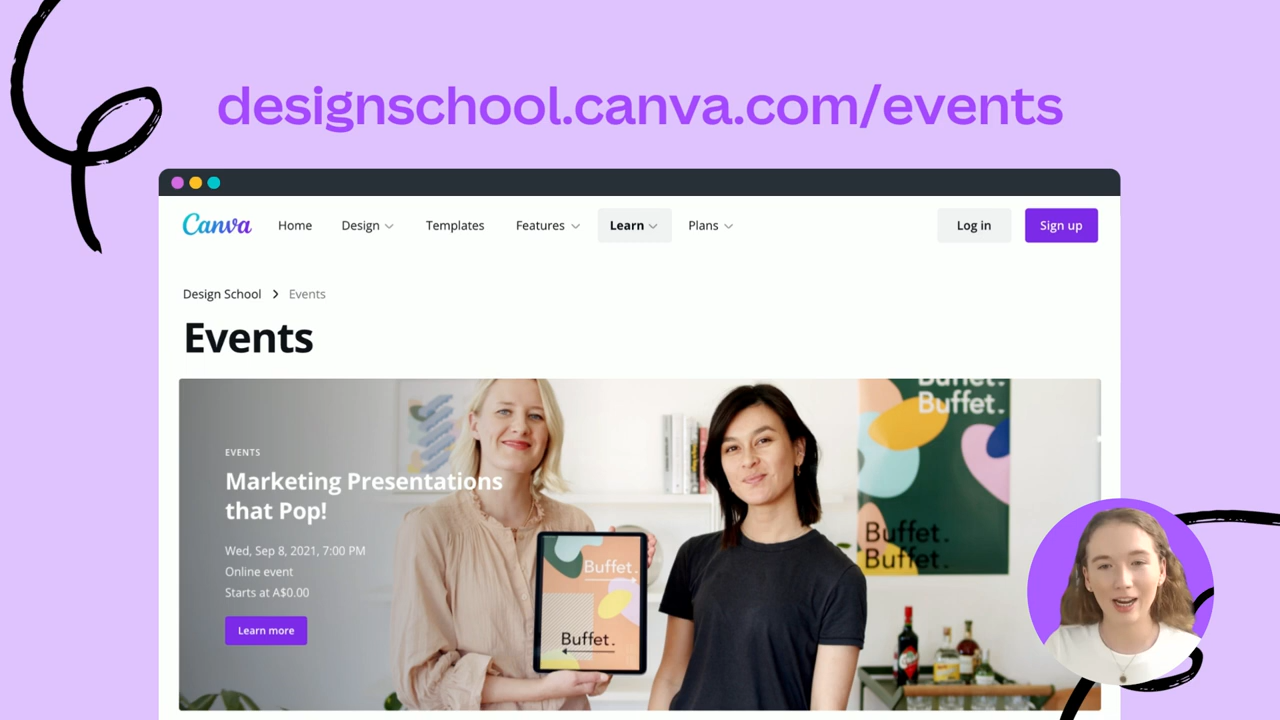 designschool.canva.com/events
Canva Home Design Templates Features Learn Plans Log in Sign up
Design School > Events
Events
Buffet.
Buffet.
EVENTS
Marketing Presentations
that Pop!
Wed, Sep 8, 2021, 7:00 PM
Online event
Starts at A$0.00
Learn more
Buffet.
Buffet.
Buffet.
Buffet.